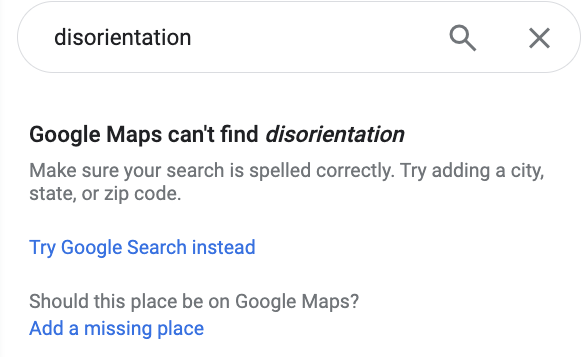 disorientation
Google Maps can't find disorientation
Make sure your search is spelled correctly. Try adding a city,
state, or zip code.
Try Google Search instead
Should this place be on Google Maps?
Add a missing place